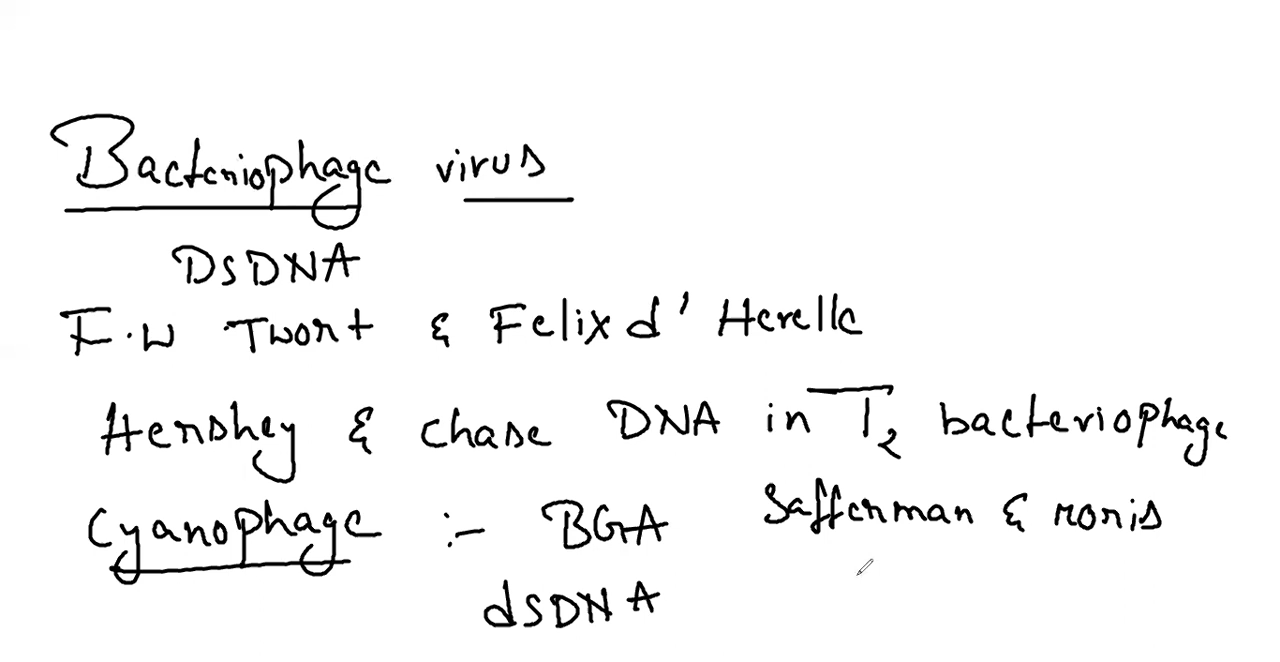 Bacteriophage virus
DSDNA
F.W Twort & Felix d' Herelle
Hershey & chase DNA in T2 bacteriophage
Cyanophage :- BGA Safferman & moris
dSDNA